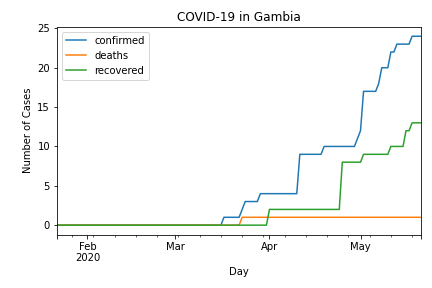 COVID-19 in Gambia
confirmed
deaths
recovered
Number of Cases
25
20
15
10
5
0
Feb
2020
Mar
Apr
May
Day